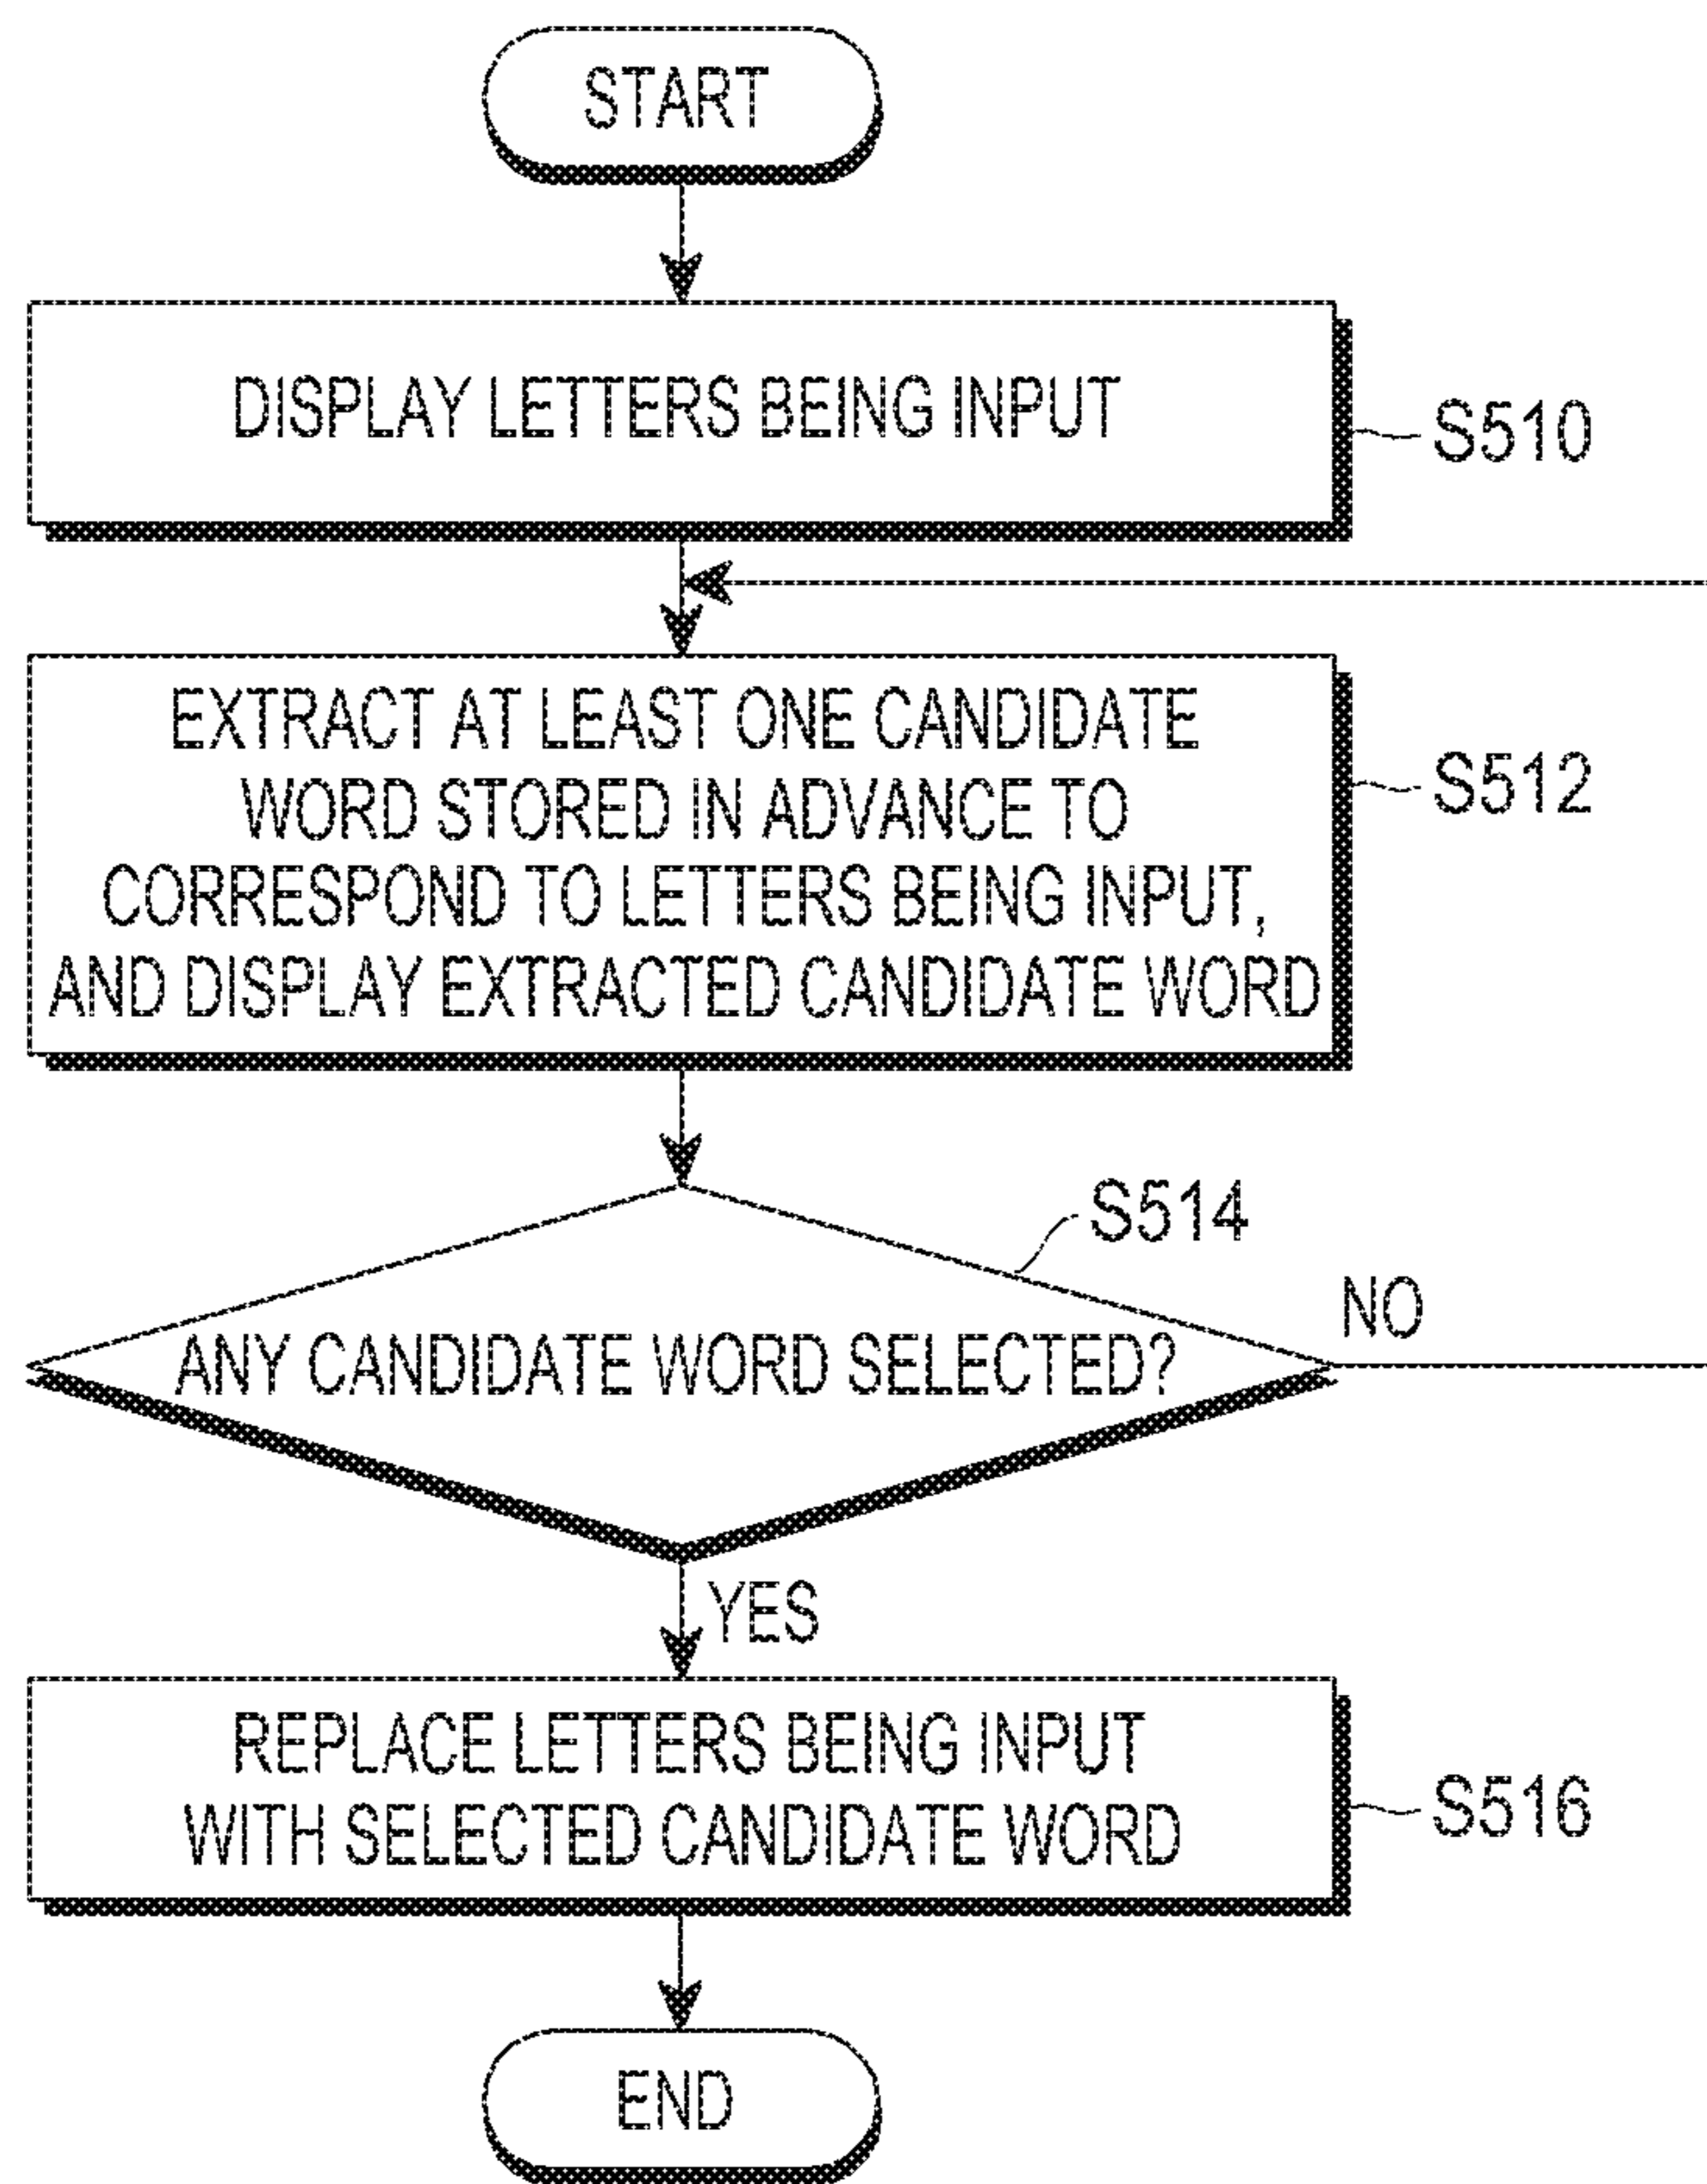 START
DISPLAY LETTERS BEING INPUT
S510
EXTRACT AT LEAST ONE CANDIDATE
WORD STORED IN ADVANCE TO
CORRESPOND TO LETTERS BEING INPUT,
AND DISPLAY EXTRACTED CANDIDATE WORD
S512
S514
ANY CANDIDATE WORD SELECTED?
NO
YES
REPLACE LETTERS BEING INPUT
WITH SELECTED CANDIDATE WORD
S516
END